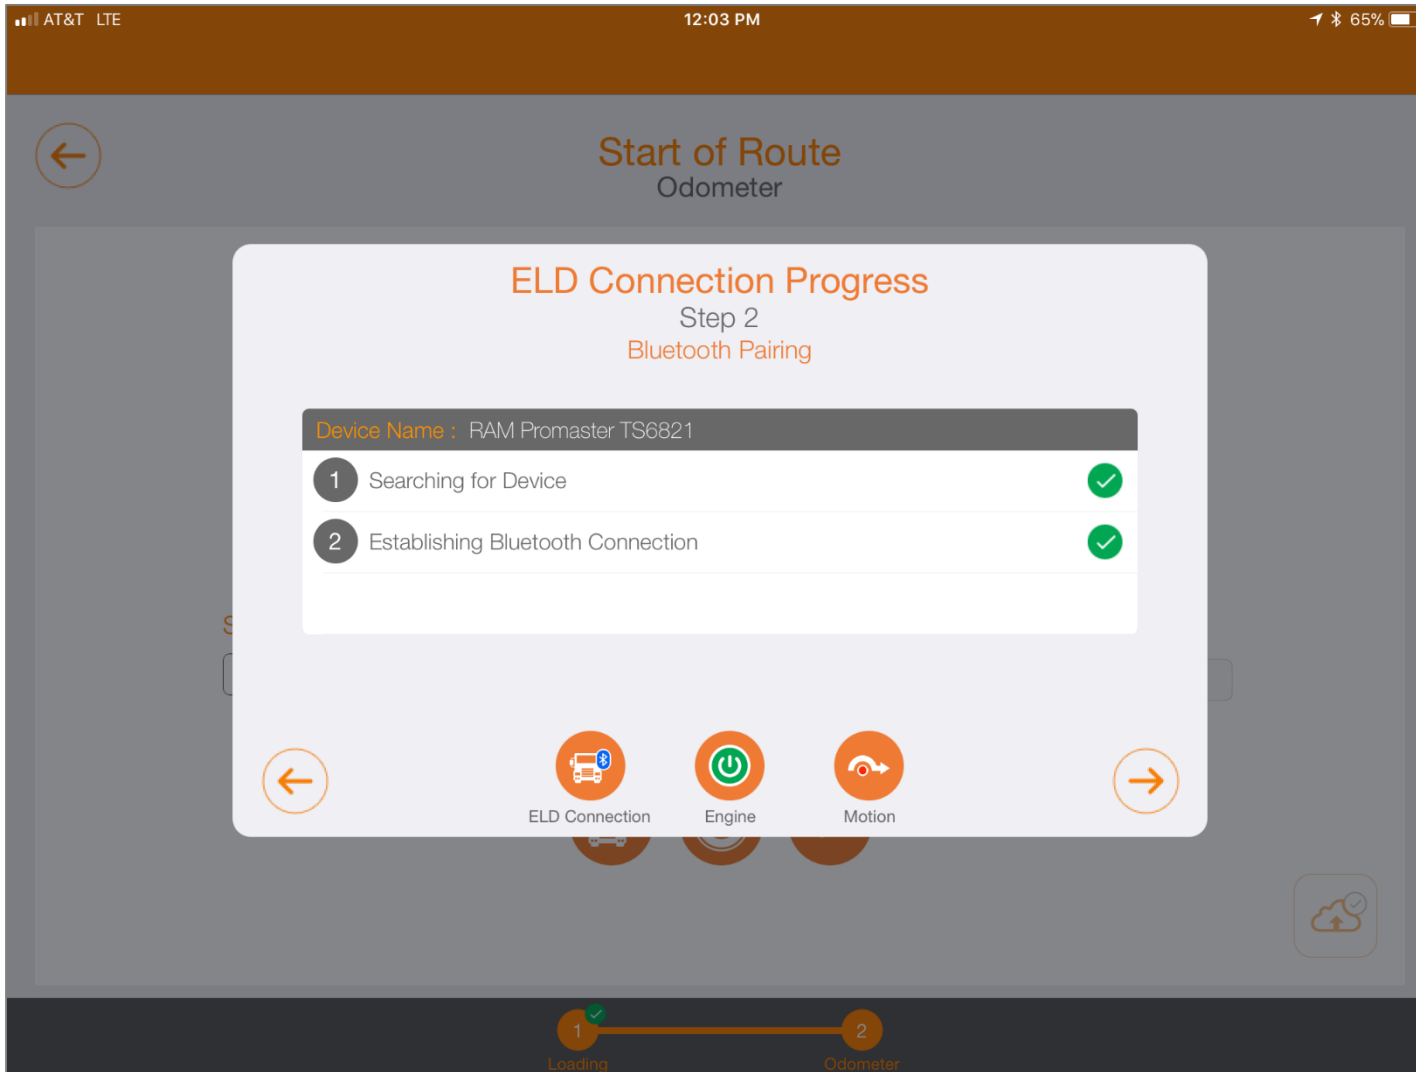 AT&T LTE
12:03 PM
65%
Start of Route
Odometer
ELD Connection Progress
Step 2
Bluetooth Pairing
Device Name : RAM Promaster TS6821
1 Searching for Device
2 Establishing Bluetooth Connection
S
ELD Connection
Engine
Motion
1
2
Loading
Odometer